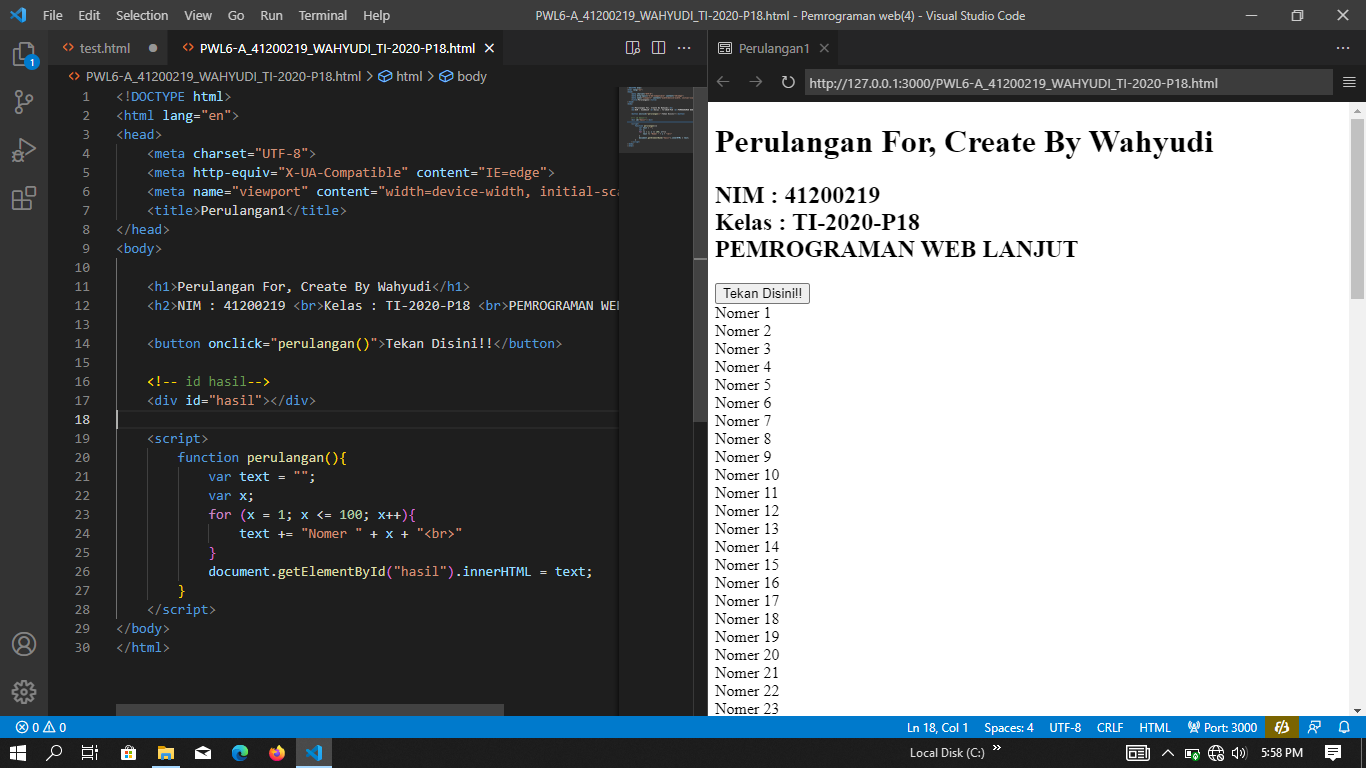 File Edit Selection View Go Run Terminal Help PWL6-A_41200219_WAHYUDI_TI-2020-P18.html - Pemrograman web(4) - Visual Studio Code
test.html PWL6-A_41200219_WAHYUDI_TI-2020-P18.html
PWL6-A_41200219_WAHYUDI_TI-2020-P18.html > html > body
1 <!DOCTYPE html>
2 <html lang="en">
3 <head>
4 <meta charset="UTF-8">
5 <meta http-equiv="X-UA-Compatible" content="IE=edge">
6 <meta name="viewport" content="width=device-width, initial-sca
7 <title>Perulangan1</title>
8 </head>
9 <body>
10
11 <h1>Perulangan For, Create By Wahyudi</h1>
12 <h2>NIM : 41200219 <br>Kelas : TI-2020-P18 <br>PEMROGRAMAN WEB
13
14 <button onclick="perulangan()">Tekan Disini!!</button>
15
16 <!-- id hasil-->
17 <div id="hasil"></div>
18
19 <script>
20 function perulangan(){
21 var text = "";
22 var x;
23 for (x = 1; x <= 100; x++){
24 text += "Nomer " + x + "<br>"
25 }
26 document.getElementById("hasil").innerHTML = text;
27 }
28 </script>
29 </body>
30 </html>
Perulangan1
http://127.0.0.1:3000/PWL6-A_41200219_WAHYUDI_TI-2020-P18.html
Perulangan For, Create By Wahyudi
NIM : 41200219
Kelas : TI-2020-P18
PEMROGRAMAN WEB LANJUT
Tekan Disini!!
Nomer 1
Nomer 2
Nomer 3
Nomer 4
Nomer 5
Nomer 6
Nomer 7
Nomer 8
Nomer 9
Nomer 10
Nomer 11
Nomer 12
Nomer 13
Nomer 14
Nomer 15
Nomer 16
Nomer 17
Nomer 18
Nomer 19
Nomer 20
Nomer 21
Nomer 22
Nomer 23
1
0 0 Ln 18, Col 1 Spaces: 4 UTF-8 CRLF HTML Port: 3000
Local Disk (C:) 5:58 PM